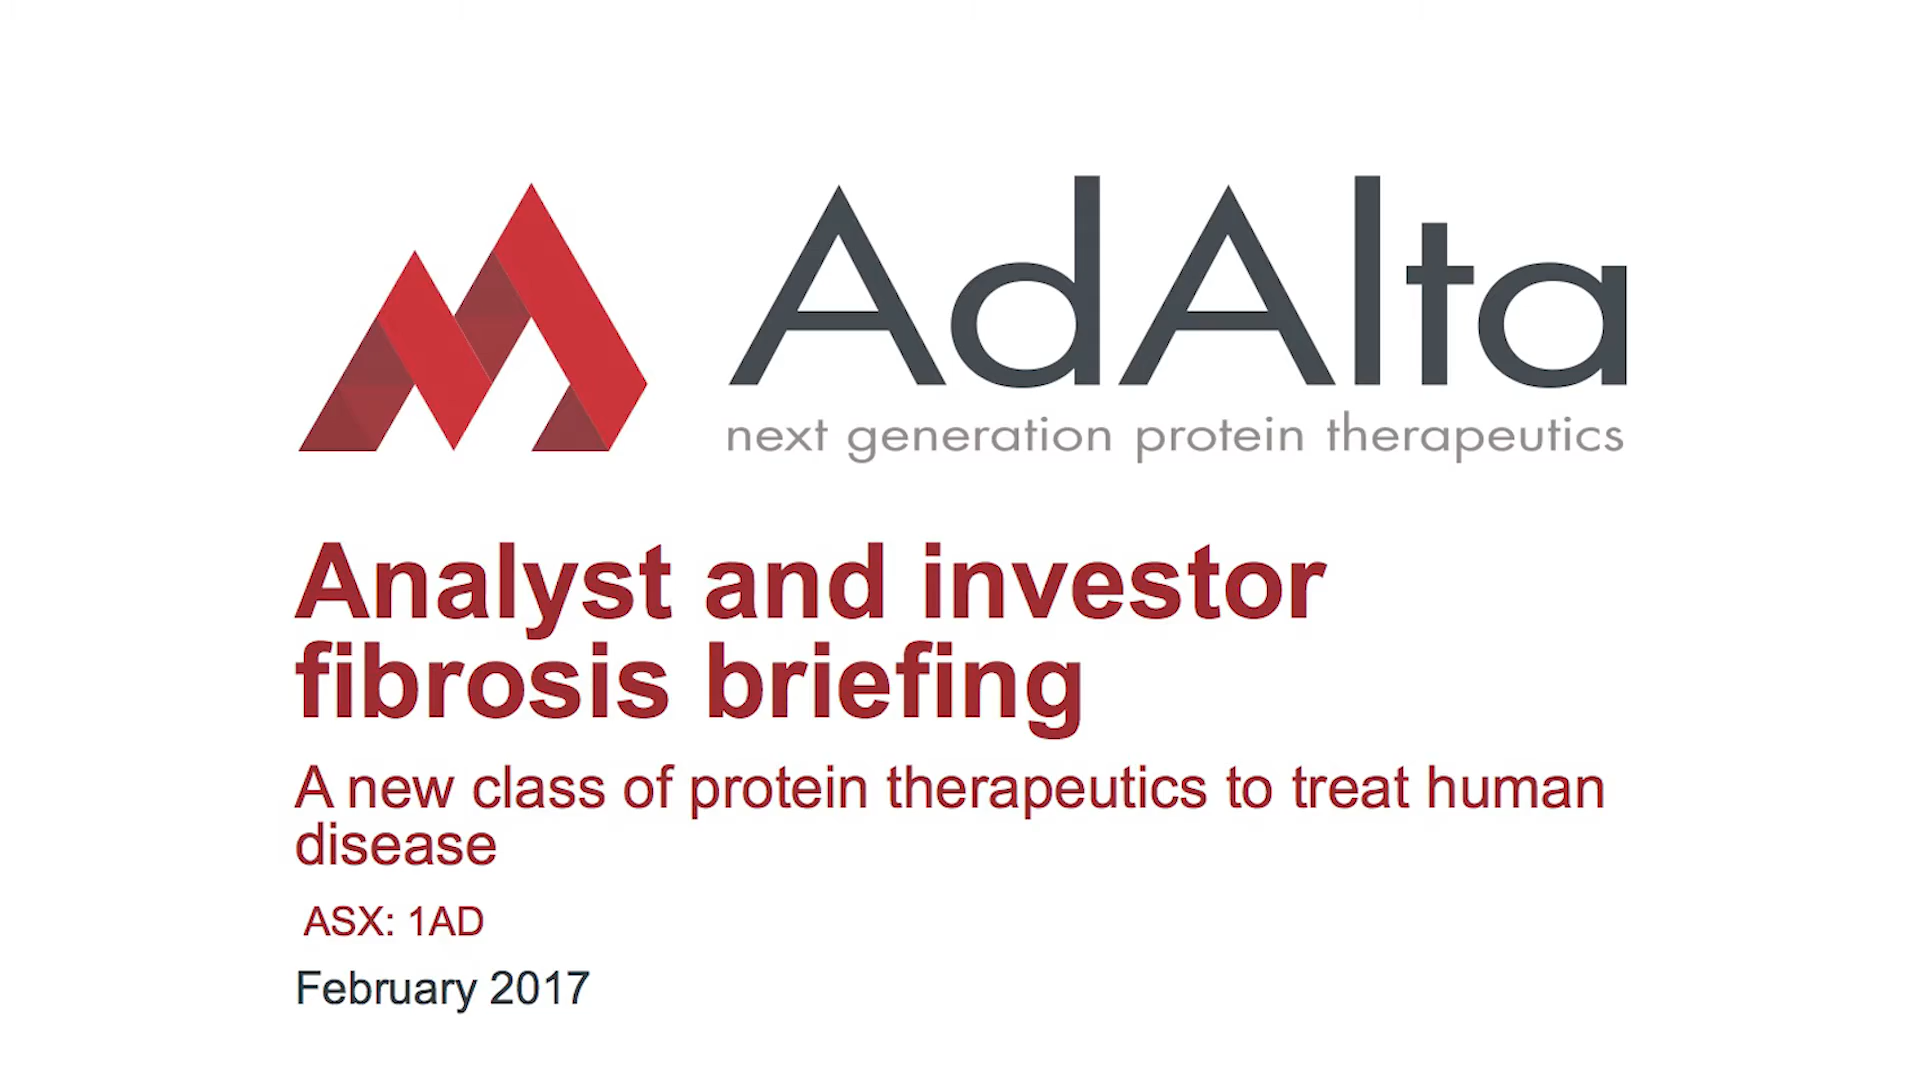 AdAlta
next generation protein therapeutics
Analyst and investor
fibrosis briefing
A new class of protein therapeutics to treat human
disease
ASX: 1AD
February 2017